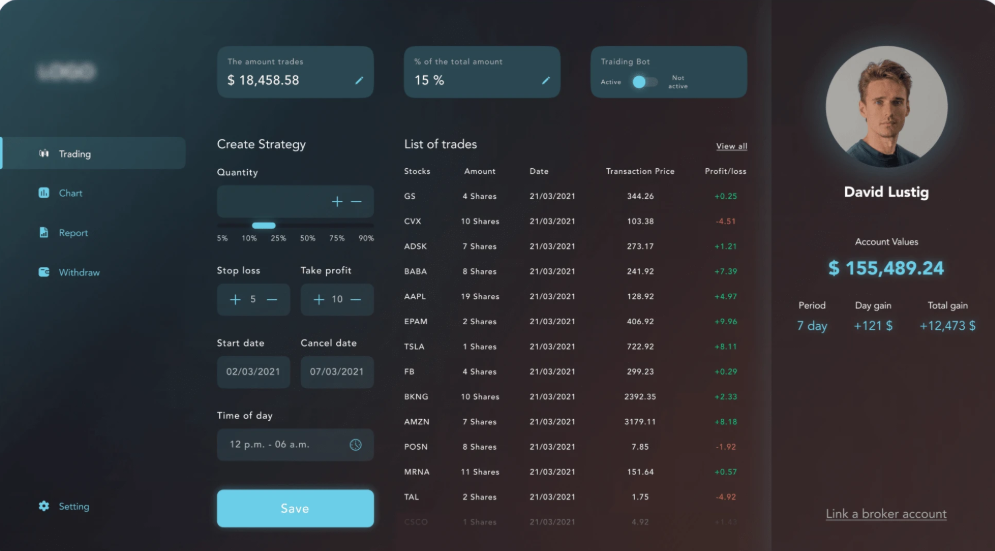 LOGO
Trading
Chart
Report
Withdraw
Setting
The amount trades
$ 18,458.58
% of the total amount
15 %
Traiding Bot
Active
Not
active
Create Strategy
Quantity
+ —
5% 10% 25% 50% 75% 90%
Stop loss Take profit
+ 5 — + 10 —
Start date Cancel date
02/03/2021 07/03/2021
Time of day
12 p.m. - 06 a.m.
Save
List of trades View all
Stocks Amount Date Transaction Price Profit/loss
GS 4 Shares 21/03/2021 344.26 +0.25
CVX 10 Shares 21/03/2021 103.38 -4.51
ADSK 7 Shares 21/03/2021 273.17 +1.21
BABA 8 Shares 21/03/2021 241.92 +7.39
AAPL 19 Shares 21/03/2021 128.92 +4.97
EPAM 2 Shares 21/03/2021 406.92 +9.96
TSLA 1 Shares 21/03/2021 722.92 +8.11
FB 4 Shares 21/03/2021 299.23 +0.29
BKNG 10 Shares 21/03/2021 2392.35 +2.33
AMZN 7 Shares 21/03/2021 3179.11 +8.18
POSN 8 Shares 21/03/2021 7.85 -1.92
MRNA 11 Shares 21/03/2021 151.64 +0.57
TAL 2 Shares 21/03/2021 1.75 -4.92
CSCO 1 Shares 21/03/2021 4.92
David Lustig
Account Values
$ 155,489.24
Period Day gain Total gain
7 day +121 $ +12,473 $
Link a broker account